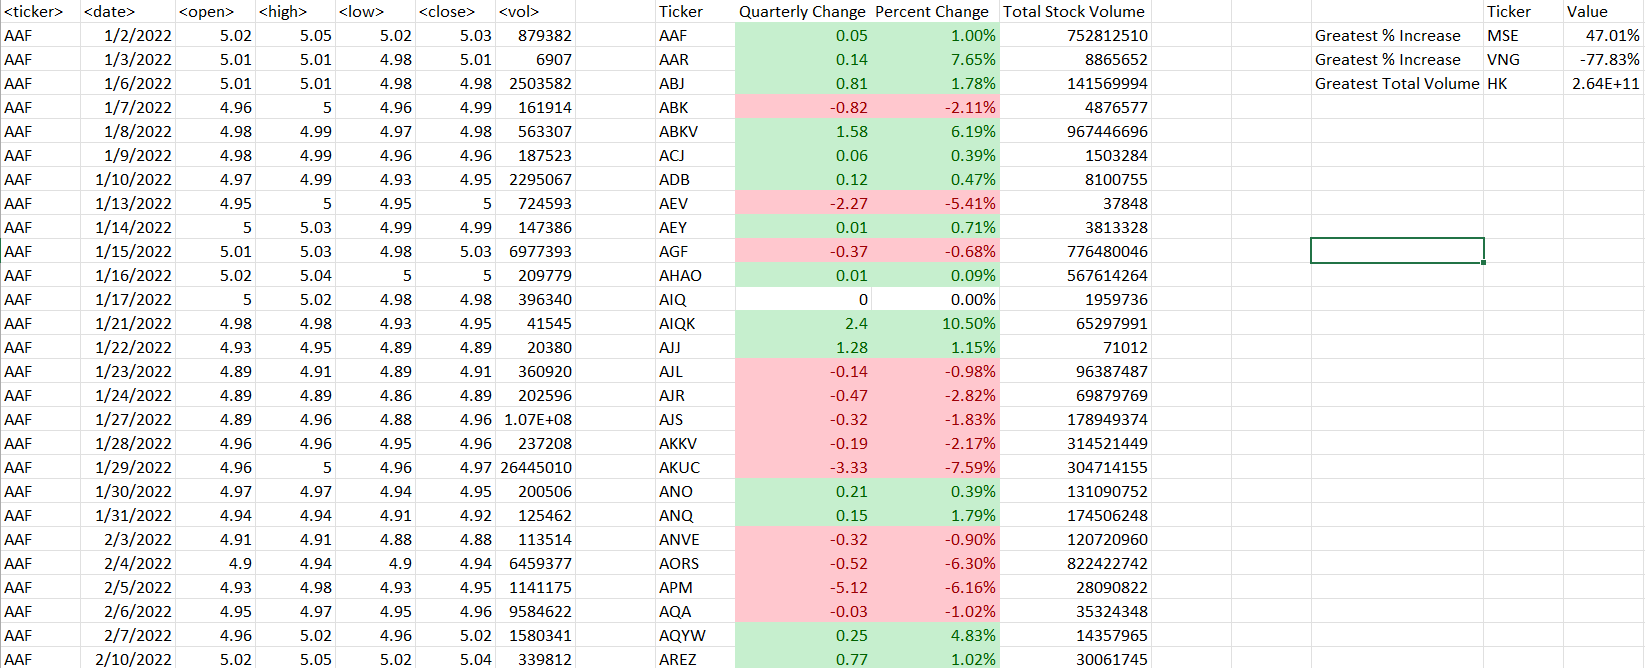 <ticker> <date> <open> <high> <low> <close> <vol> Ticker Quarterly Change Percent Change Total Stock Volume Ticker Value
AAF 1/2/2022 5.02 5.05 5.02 5.03 879382 AAF 0.05 1.00% 752812510 Greatest % Increase MSE 47.01%
AAF 1/3/2022 5.01 5.01 4.98 5.01 6907 AAR 0.14 7.65% 8865652 Greatest % Increase VNG -77.83%
AAF 1/6/2022 5.01 5.01 4.98 4.98 2503582 ABJ 0.81 1.78% 141569994 Greatest Total Volume HK 2.64E+11
AAF 1/7/2022 4.96 5 4.96 4.99 161914 ABK -0.82 -2.11% 4876577
AAF 1/8/2022 4.98 4.99 4.97 4.98 563307 ABKV 1.58 6.19% 967446696
AAF 1/9/2022 4.98 4.99 4.96 4.96 187523 ACJ 0.06 0.39% 1503284
AAF 1/10/2022 4.97 4.99 4.93 4.95 2295067 ADB 0.12 0.47% 8100755
AAF 1/13/2022 4.95 5 4.95 5 724593 AEV -2.27 -5.41% 37848
AAF 1/14/2022 5 5.03 4.99 4.99 147386 AEY 0.01 0.71% 3813328
AAF 1/15/2022 5.01 5.03 4.98 5.03 6977393 AGF -0.37 -0.68% 776480046
AAF 1/16/2022 5.02 5.04 5 5 209779 AHAO 0.01 0.09% 567614264
AAF 1/17/2022 5 5.02 4.98 4.98 396340 AIQ 0 0.00% 1959736
AAF 1/21/2022 4.98 4.98 4.93 4.95 41545 AIQK 2.4 10.50% 65297991
AAF 1/22/2022 4.93 4.95 4.89 4.89 20380 AJJ 1.28 1.15% 71012
AAF 1/23/2022 4.89 4.91 4.89 4.91 360920 AJL -0.14 -0.98% 96387487
AAF 1/24/2022 4.89 4.89 4.86 4.89 202596 AJR -0.47 -2.82% 69879769
AAF 1/27/2022 4.89 4.96 4.88 4.96 1.07E+08 AJS -0.32 -1.83% 178949374
AAF 1/28/2022 4.96 4.96 4.95 4.96 237208 AKKV -0.19 -2.17% 314521449
AAF 1/29/2022 4.96 5 4.96 4.97 26445010 AKUC -3.33 -7.59% 304714155
AAF 1/30/2022 4.97 4.97 4.94 4.95 200506 ANO 0.21 0.39% 131090752
AAF 1/31/2022 4.94 4.94 4.91 4.92 125462 ANQ 0.15 1.79% 174506248
AAF 2/3/2022 4.91 4.91 4.88 4.88 113514 ANVE -0.32 -0.90% 120720960
AAF 2/4/2022 4.9 4.94 4.9 4.94 6459377 AORS -0.52 -6.30% 822422742
AAF 2/5/2022 4.93 4.98 4.93 4.95 1141175 APM -5.12 -6.16% 28090822
AAF 2/6/2022 4.95 4.97 4.95 4.96 9584622 AQA -0.03 -1.02% 35324348
AAF 2/7/2022 4.96 5.02 4.96 5.02 1580341 AQYW 0.25 4.83% 14357965
AAF 2/10/2022 5.02 5.05 5.02 5.04 339812 AREZ 0.77 1.02% 30061745